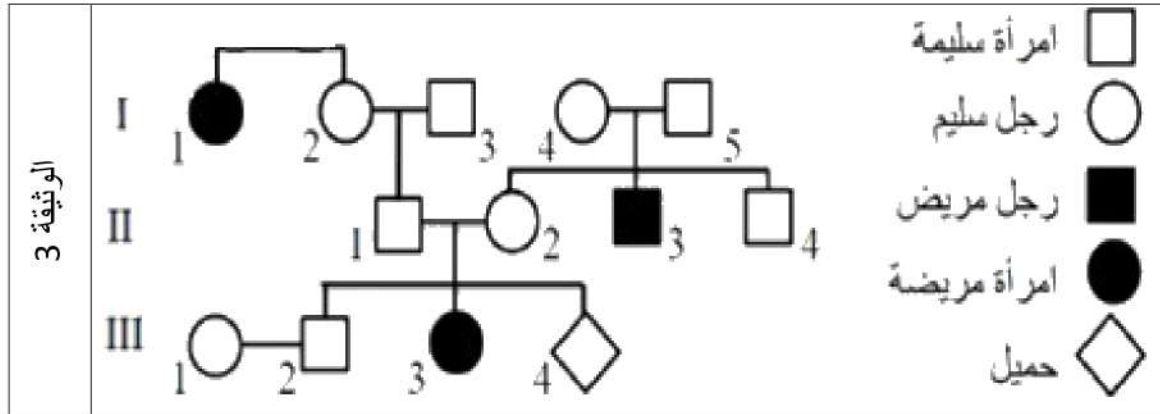 الوثيقة 3
I
1 2 3 4 5
II
1 2 3 4
III
1 2 3 4
امرأة سليمة
رجل سليم
رجل مريض
امرأة مريضة
حميل